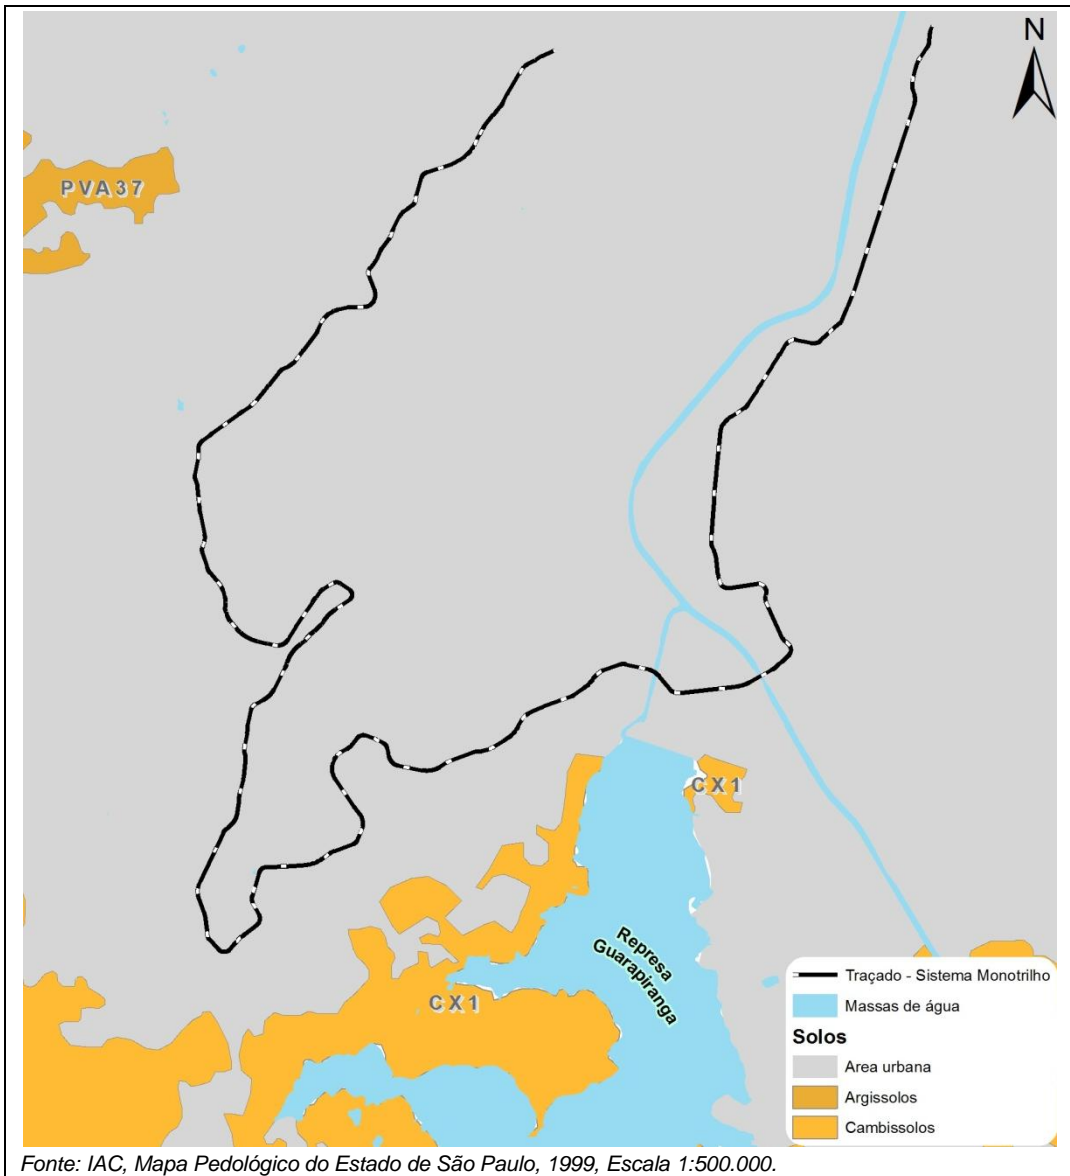 N
PVA37
CX1
Represa
Guarapiranga
CX1
Traçado - Sistema Monotrilho
Massas de água
Solos
Area urbana
Argissolos
Cambissolos
Fonte: IAC, Mapa Pedológico do Estado de São Paulo, 1999, Escala 1:500.000.